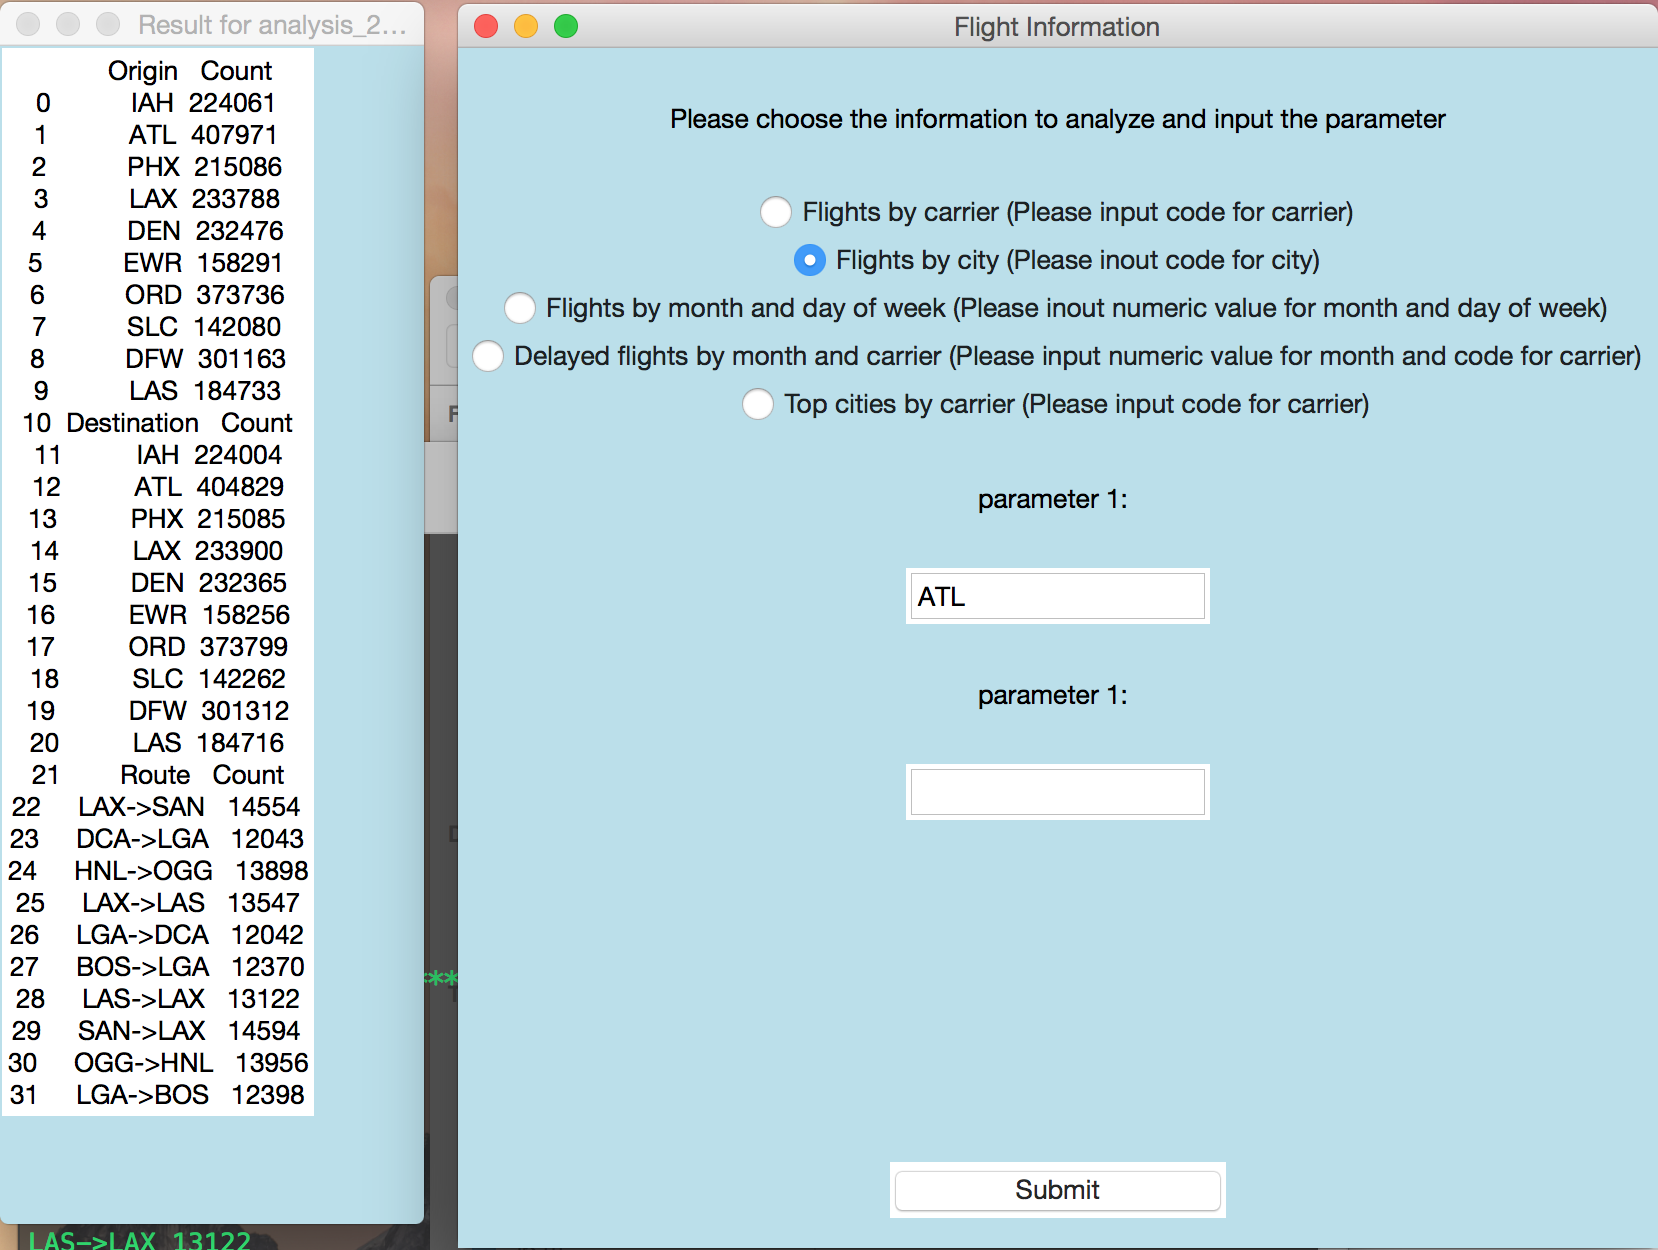 Result for analysis_2...
Origin Count
0 IAH 224061
1 ATL 407971
2 PHX 215086
3 LAX 233788
4 DEN 232476
5 EWR 158291
6 ORD 373736
7 SLC 142080
8 DFW 301163
9 LAS 184733
10 Destination Count
11 IAH 224004
12 ATL 404829
13 PHX 215085
14 LAX 233900
15 DEN 232365
16 EWR 158256
17 ORD 373799
18 SLC 142262
19 DFW 301312
20 LAS 184716
21 Route Count
22 LAX->SAN 14554
23 DCA->LGA 12043
24 HNL->OGG 13898
25 LAX->LAS 13547
26 LGA->DCA 12042
27 BOS->LGA 12370
28 LAS->LAX 13122
29 SAN->LAX 14594
30 OGG->HNL 13956
31 LGA->BOS 12398
LAS->LAX 13122
Flight Information
Please choose the information to analyze and input the parameter
Flights by carrier (Please input code for carrier)
Flights by city (Please inout code for city)
Flights by month and day of week (Please inout numeric value for month and day of week)
Delayed flights by month and carrier (Please input numeric value for month and code for carrier)
Top cities by carrier (Please input code for carrier)
parameter 1:
ATL
parameter 1:
Submit